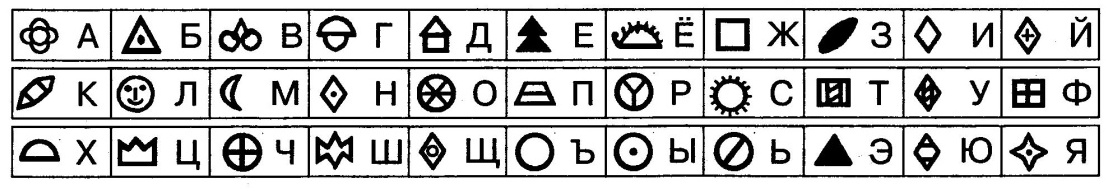 А Б В Г Д Е Ё Ж З И Й
К Л М Н О П Р С Т У Ф
Х Ц Ч Ш Щ Ъ Ы Ь Э Ю Я